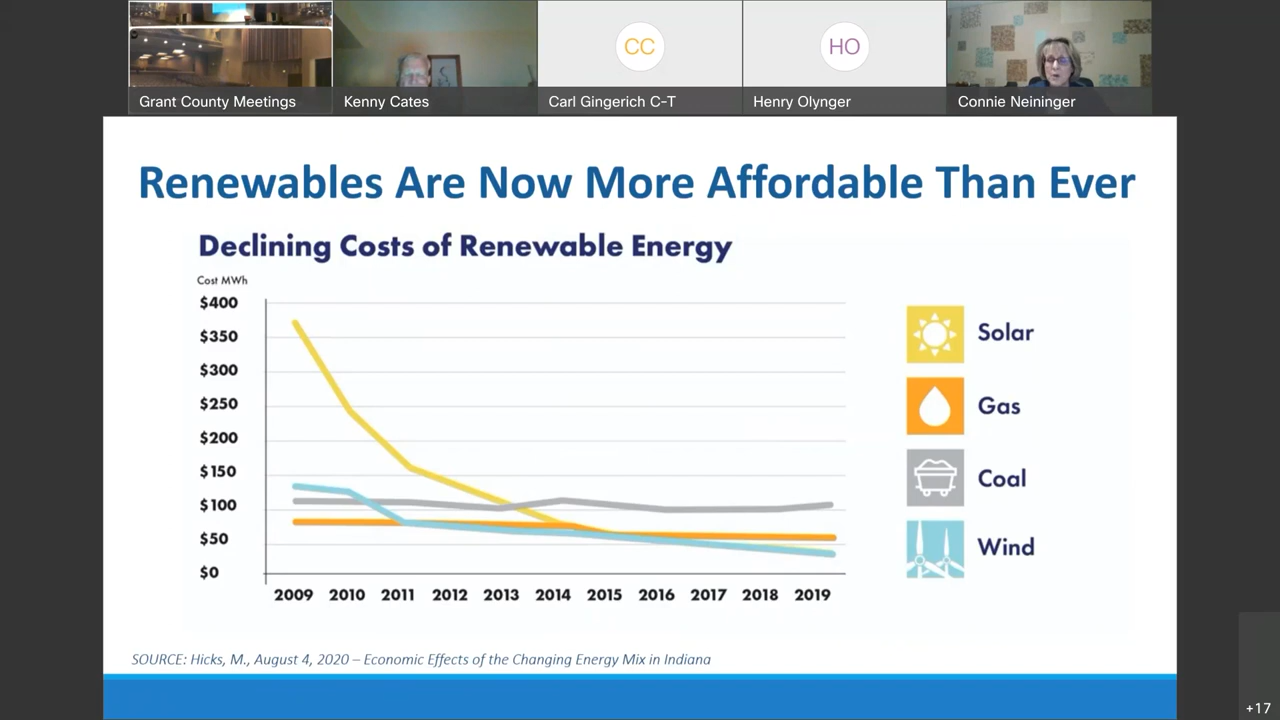 CC
HO
Grant County Meetings
Kenny Cates
Carl Gingerich C-T
Henry Olynger
Connie Neininger
Renewables Are Now More Affordable Than Ever
Declining Costs of Renewable Energy
Cost MWh
$400
$350
$300
$250
$200
$150
$100
$50
$0
2009 2010 2011 2012 2013 2014 2015 2016 2017 2018 2019
Solar
Gas
Coal
Wind
SOURCE: Hicks, M., August 4, 2020 – Economic Effects of the Changing Energy Mix in Indiana
+17